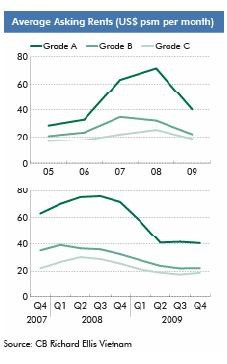 Average Asking Rents (US$ psm per month)
Grade A Grade B Grade C
80
60
40
20
0
05 06 07 08 09
80
60
40
20
0
Q4 Q1 Q2 Q3 Q4 Q1 Q2 Q3 Q4
2007 2008 2009
Source: CB Richard Ellis Vietnam